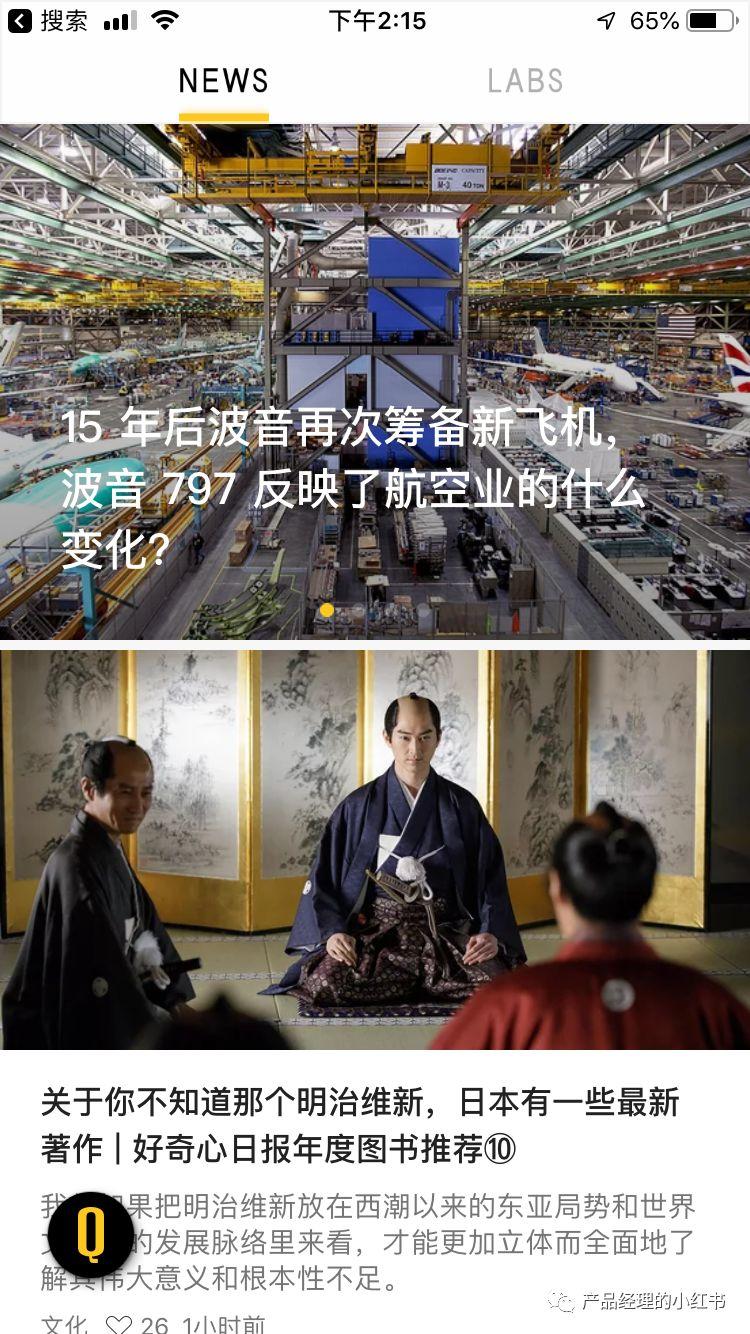 搜索
下午2:15
65%
NEWS
LABS
BOEING CAPACITY
M-3 40 TON
15 年后波音再次筹备新飞机，
波音 797 反映了航空业的什么
变化？
关于你不知道那个明治维新，日本有一些最新
著作 | 好奇心日报年度图书推荐⑩
我 果把明治维新放在西潮以来的东亚局势和世界
的发展脉络里来看，才能更加立体而全面地了
解其伟大意义和根本性不足。
Q
文化 26 1小时前
产品经理的小红书